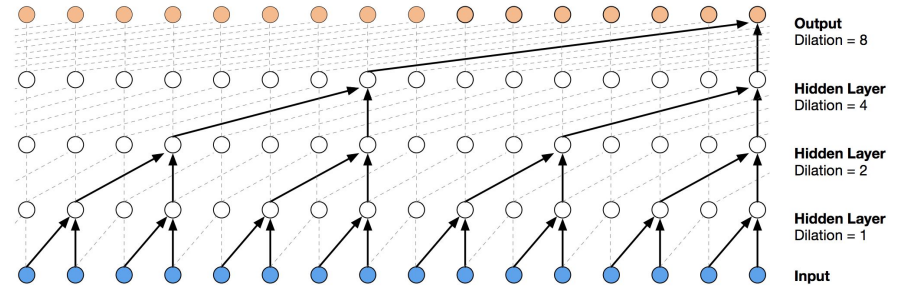 Output
Dilation = 8
Hidden Layer
Dilation = 4
Hidden Layer
Dilation = 2
Hidden Layer
Dilation = 1
Input